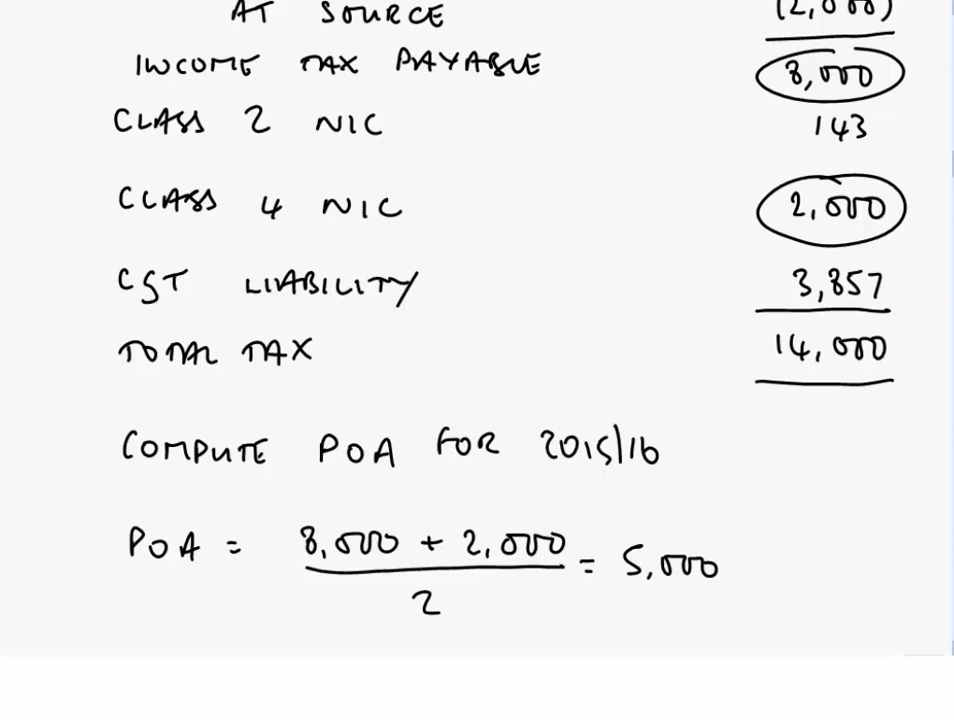 AT SOURCE (2,000)
INCOME TAX PAYABLE 8,000
CLASS 2 NIC 143
CLASS 4 NIC 2,000
CGT LIABILITY 3,857
TOTAL TAX 14,000
COMPUTE POA FOR 2015/16
POA = 8,000 + 2,000 / 2 = 5,000